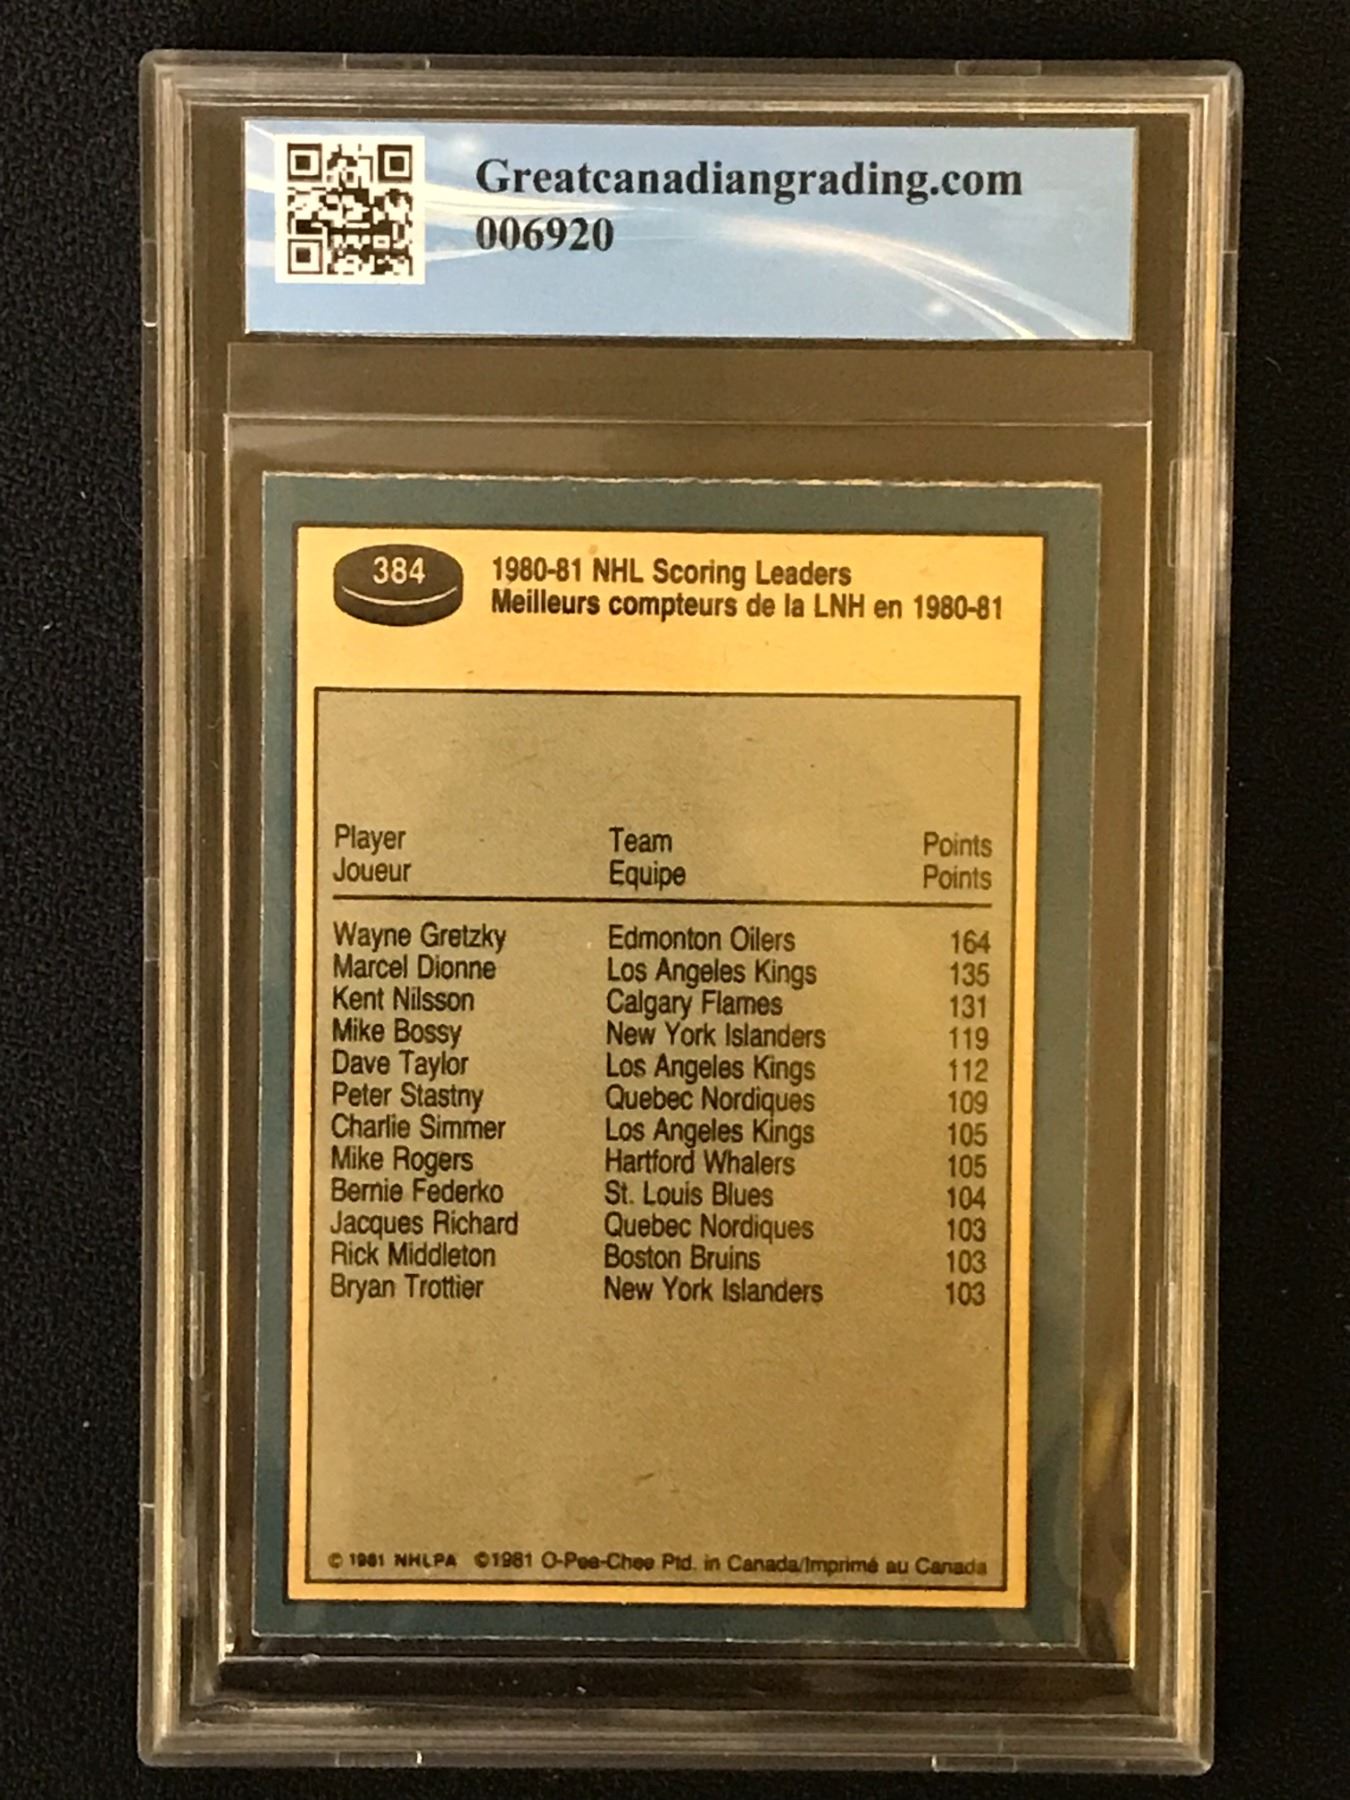 Greatcanadiangrading.com
006920
384
1980-81 NHL Scoring Leaders
Meilleurs compteurs de la LNH en 1980-81
Player Team Points
Joueur Equipe Points
Wayne Gretzky Edmonton Oilers 164
Marcel Dionne Los Angeles Kings 135
Kent Nilsson Calgary Flames 131
Mike Bossy New York Islanders 119
Dave Taylor Los Angeles Kings 112
Peter Stastny Quebec Nordiques 109
Charlie Simmer Los Angeles Kings 105
Mike Rogers Hartford Whalers 105
Bernie Federko St. Louis Blues 104
Jacques Richard Quebec Nordiques 103
Rick Middleton Boston Bruins 103
Bryan Trottier New York Islanders 103
© 1981 NHLPA ©1981 O-Pee-Chee Ptd. in Canada/Imprimé au Canada